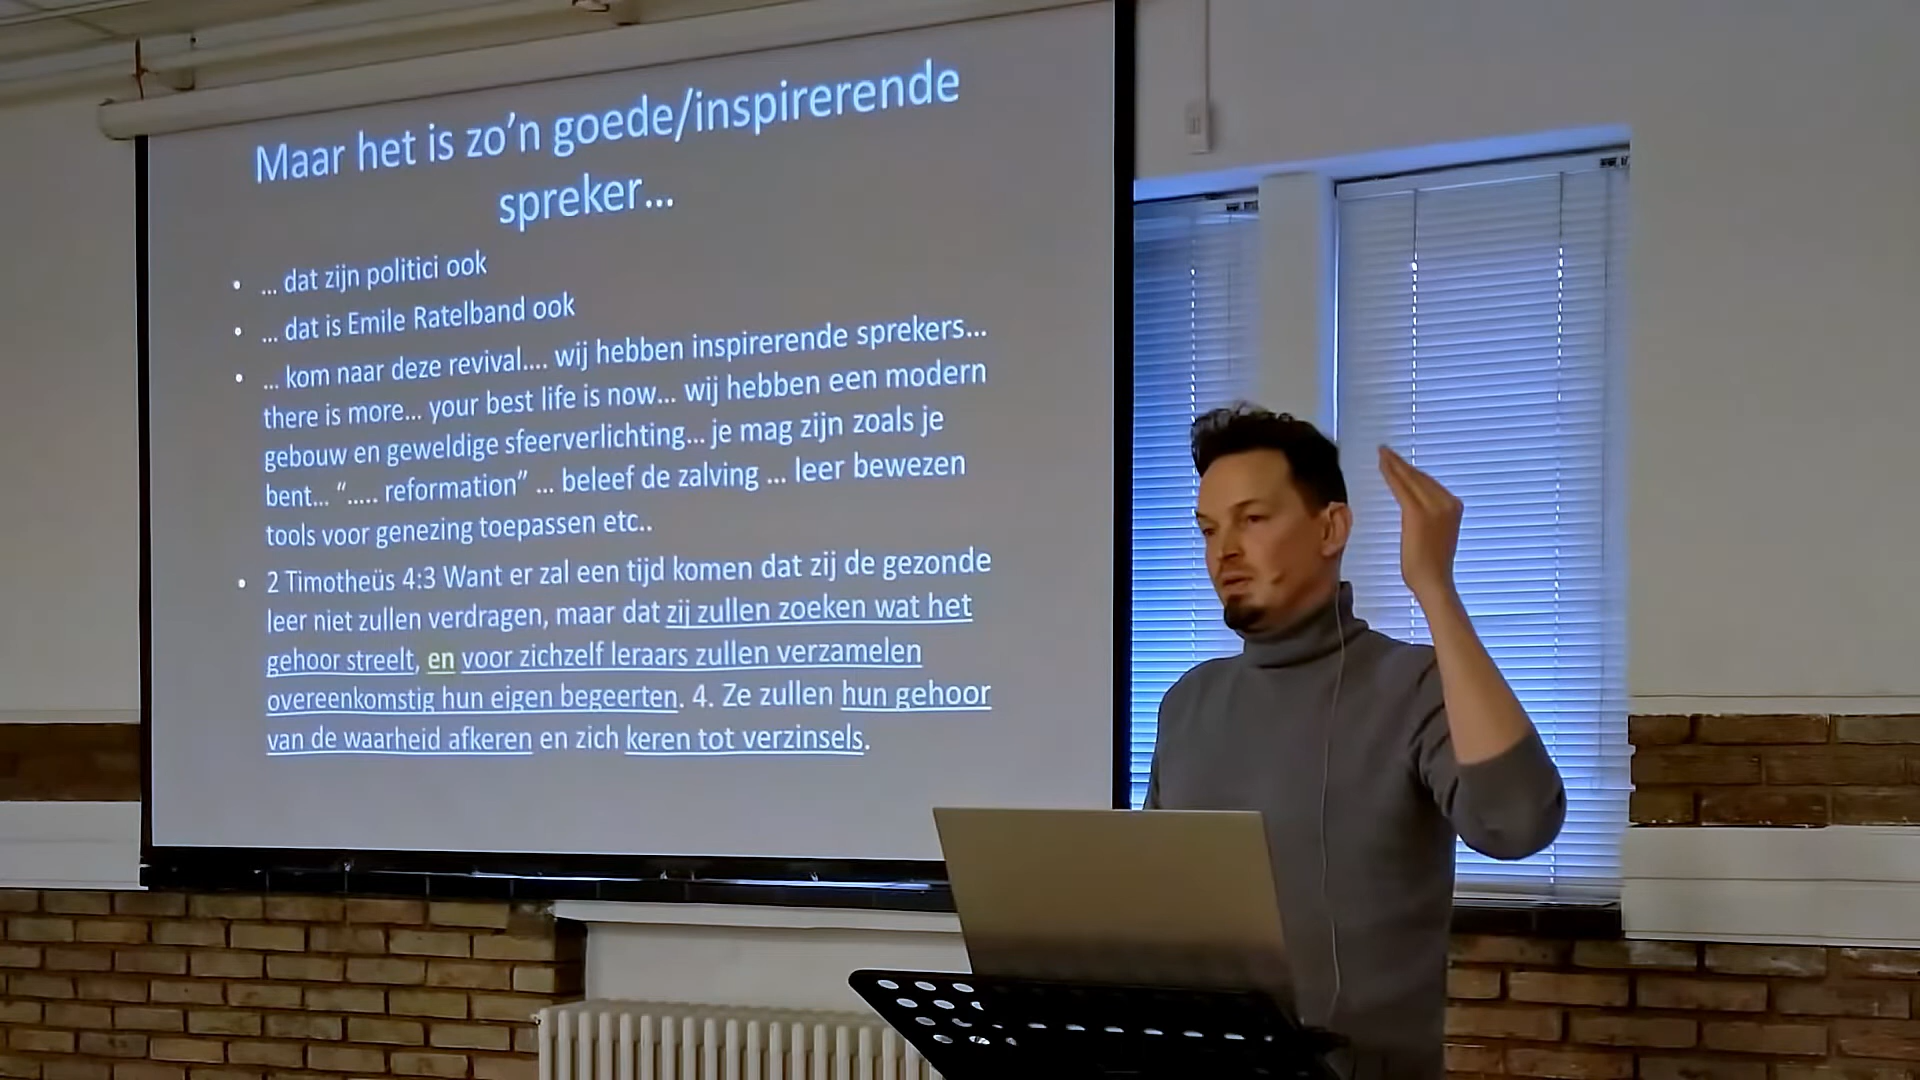 Maar het is zo’n goede/inspirerende
spreker...
• ... dat zijn politici ook
• ... dat is Emile Ratelband ook
• ... kom naar deze revival.... wij hebben inspirerende sprekers...
there is more... your best life is now... wij hebben een modern
gebouw en geweldige sfeerverlichting... je mag zijn zoals je
bent... “..... reformation” ... beleef de zalving ... leer bewezen
tools voor genezing toepassen etc..
• 2 Timotheüs 4:3 Want er zal een tijd komen dat zij de gezonde
leer niet zullen verdragen, maar dat zij zullen zoeken wat het
gehoor streelt, en voor zichzelf leraars zullen verzamelen
overeenkomstig hun eigen begeerten. 4. Ze zullen hun gehoor
van de waarheid afkeren en zich keren tot verzinsels.